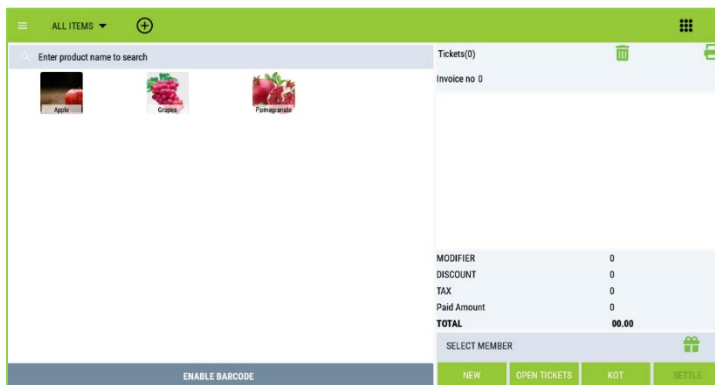 ALL ITEMS
Enter product name to search
Apple
Grapes
Pomegranate
ENABLE BARCODE
Tickets(0)
Invoice no 0
MODIFIER 0
DISCOUNT 0
TAX 0
Paid Amount 0
TOTAL 00.00
SELECT MEMBER
NEW
OPEN TICKETS
KOT
SETTLE